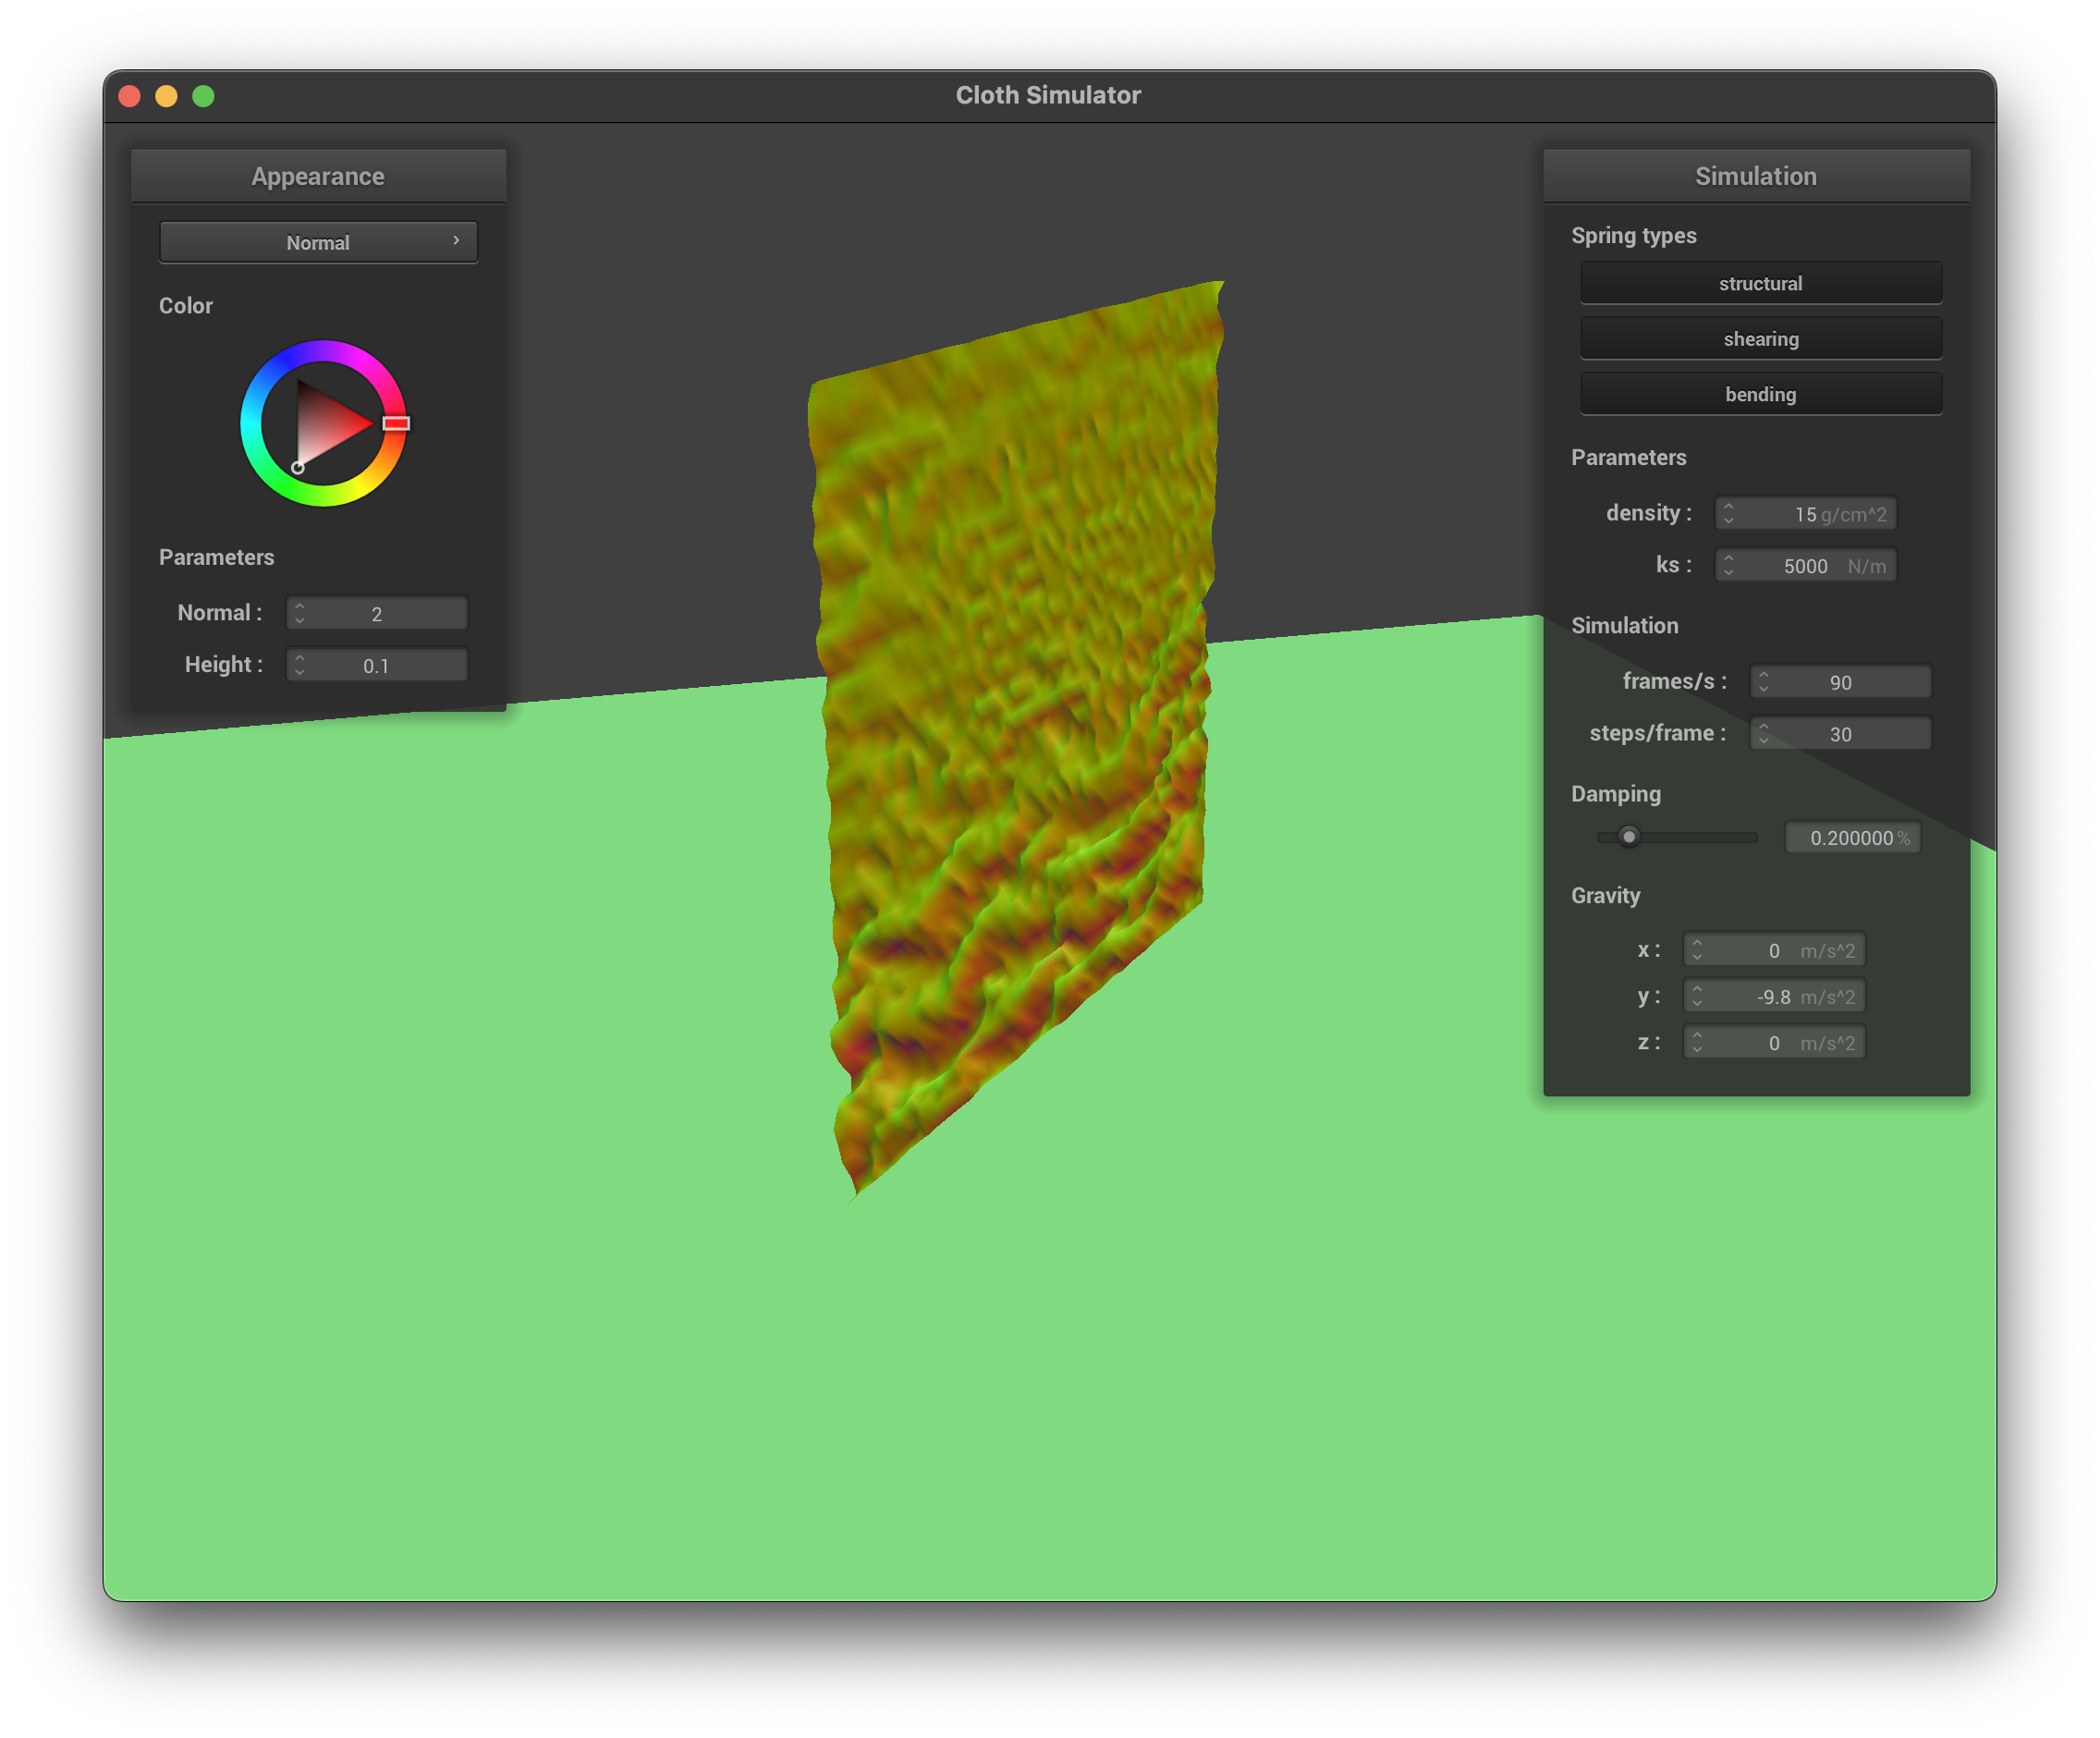 Cloth Simulator
Appearance
Normal
Color
Parameters
Normal : 2
Height : 0.1
Simulation
Spring types
structural
shearing
bending
Parameters
density : 15 g/cm^2
ks : 5000 N/m
Simulation
frames/s : 90
steps/frame : 30
Damping
0.200000 %
Gravity
x : 0 m/s^2
y : -9.8 m/s^2
z : 0 m/s^2